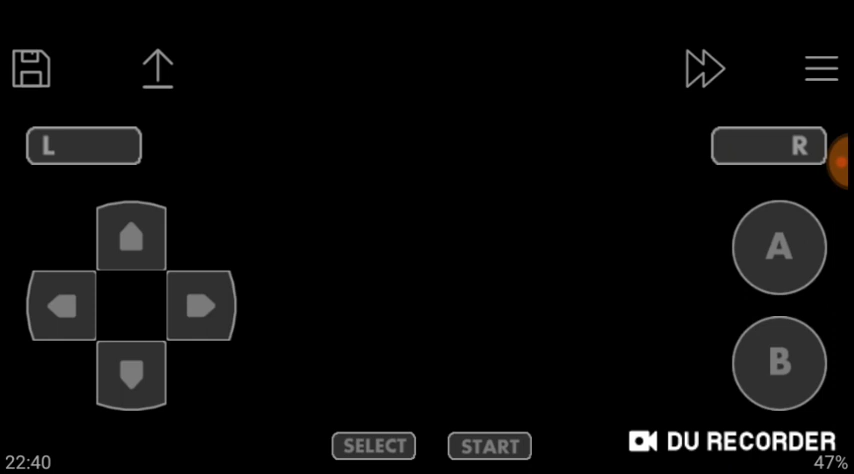 L
R
A
B
SELECT START
DU RECORDER
22:40
47%